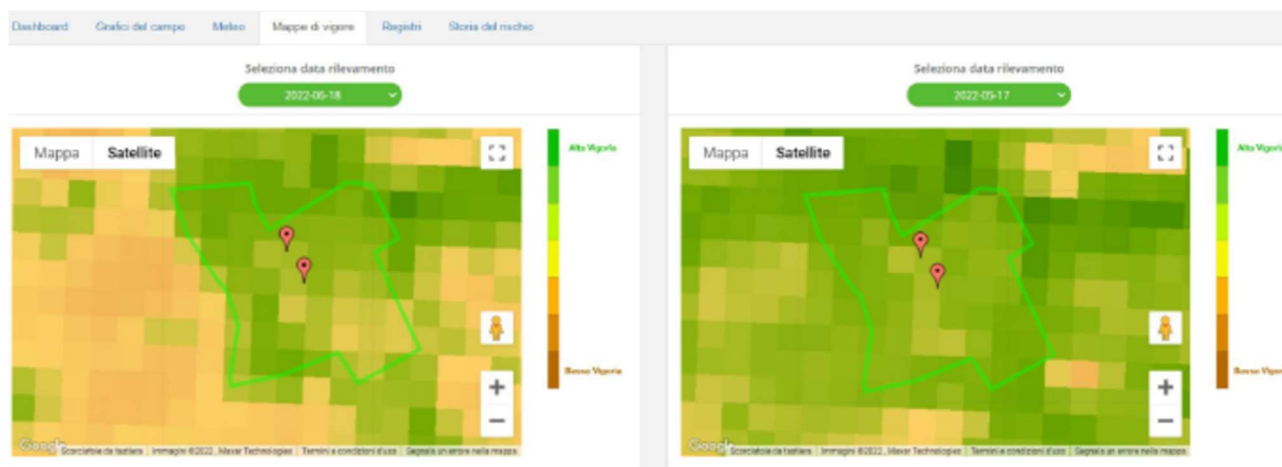 Dashboard Grafici del campo Meteo Mappe di vigore Registri Storia del rischio
Seleziona data rilevamento
2022-06-18
Mappa Satellite
Alta Vigoria
Bassa Vigoria
Google
Scorciatoie da tastiera Immagini ©2022, Maxar Technologies Termini e condizioni d'uso Segnala un errore nella mappa
Seleziona data rilevamento
2022-05-17
Mappa Satellite
Alta Vigoria
Bassa Vigoria
Google
Scorciatoie da tastiera Immagini ©2022, Maxar Technologies Termini e condizioni d'uso Segnala un errore nella mappa